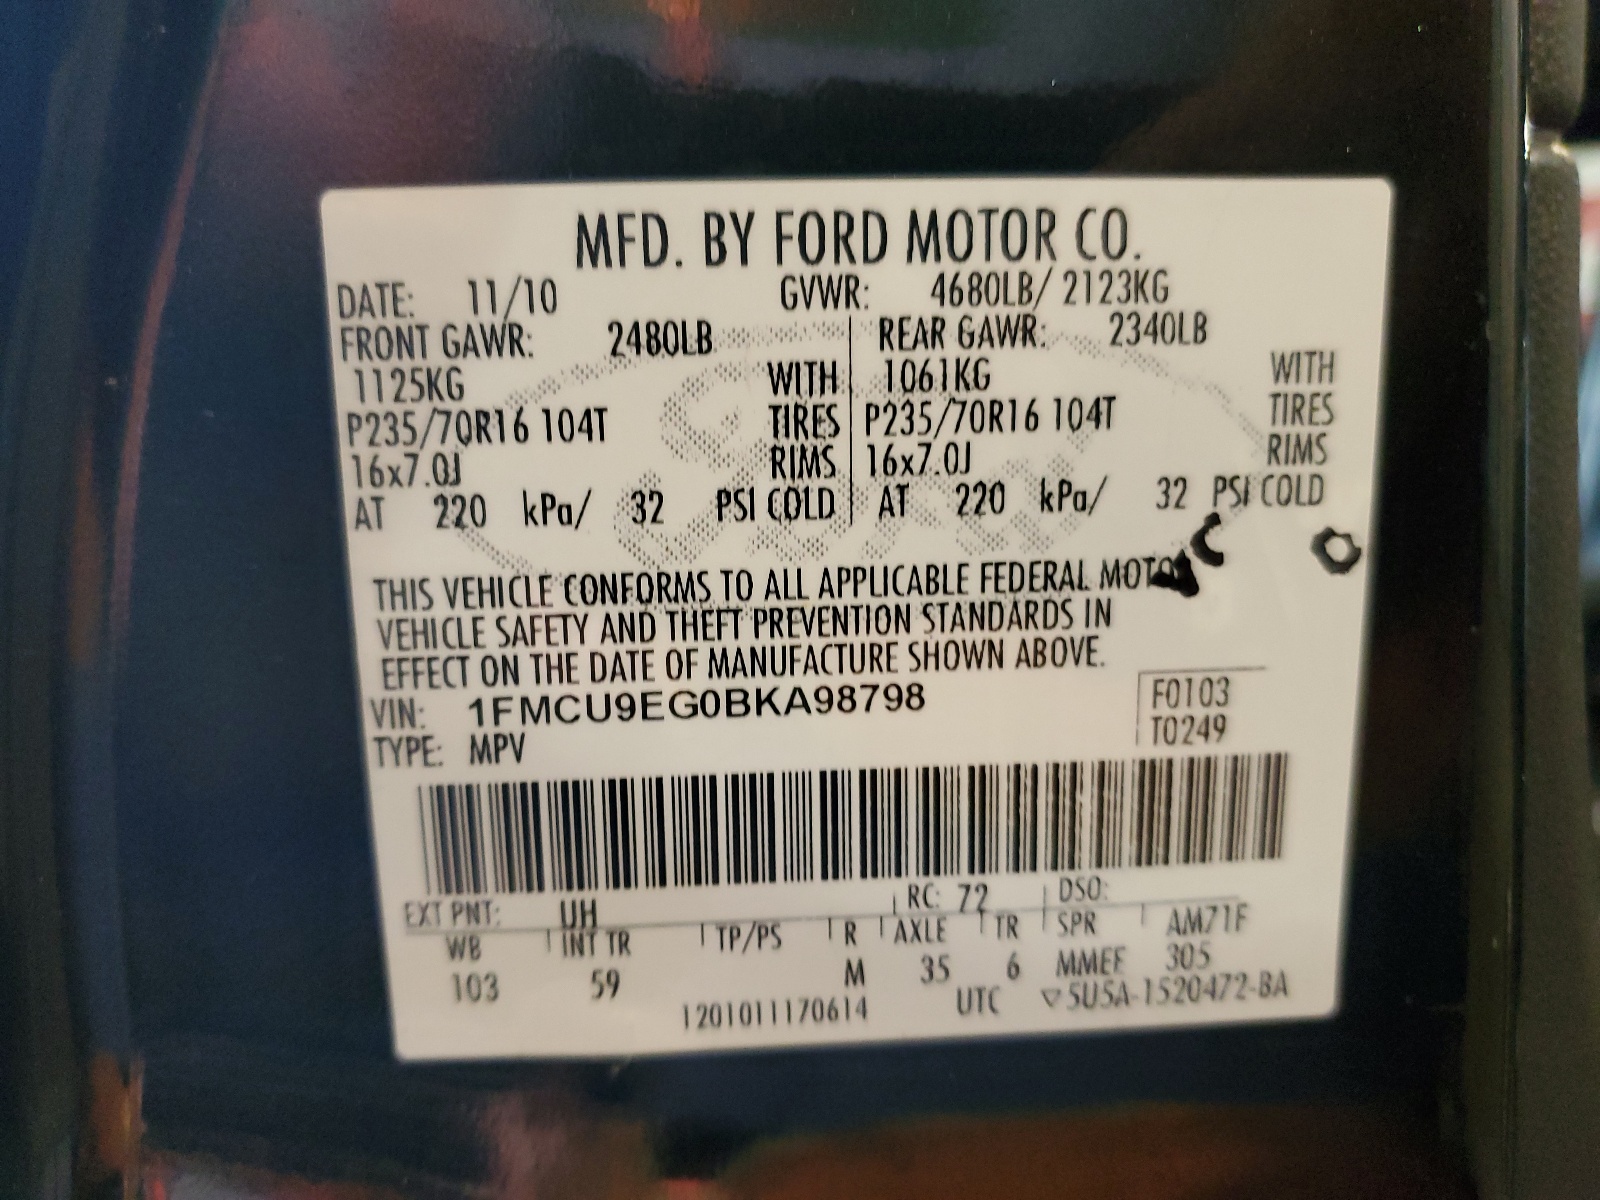 MFD. BY FORD MOTOR CO.
DATE: 11/10 GVWR: 4680LB/ 2123KG
FRONT GAWR: 2480LB REAR GAWR: 2340LB
1125KG WITH 1061KG WITH
P235/70R16 104T TIRES P235/70R16 104T TIRES
16x7.0J RIMS 16x7.0J RIMS
AT 220 kPa/ 32 PSI COLD AT 220 kPa/ 32 PSI COLD
THIS VEHICLE CONFORMS TO ALL APPLICABLE FEDERAL MOTOR
VEHICLE SAFETY AND THEFT PREVENTION STANDARDS IN
EFFECT ON THE DATE OF MANUFACTURE SHOWN ABOVE.
VIN: 1FMCU9EG0BKA98798 F0103
TYPE: MPV T0249
EXT PNT: UH RC: 72 DSO:
WB INT TR TP/PS R AXLE TR SPR AM71F
103 59 M 35 6 MMEF 305
1201011170614 UTC ▽5U5A-1520472-BA